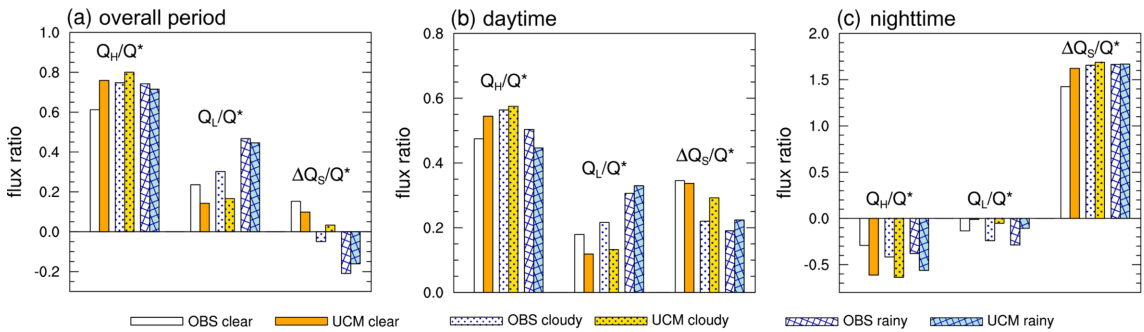 (a) overall period
flux ratio
1.0
0.8
0.6
0.4
0.2
0.0
-0.2
Q_H/Q*
Q_L/Q*
ΔQ_S/Q*
(b) daytime
flux ratio
0.8
0.6
0.4
0.2
0.0
Q_H/Q*
Q_L/Q*
ΔQ_S/Q*
(c) nighttime
flux ratio
2.0
1.5
1.0
0.5
0.0
-0.5
ΔQ_S/Q*
Q_H/Q*
Q_L/Q*
OBS clear UCM clear OBS cloudy UCM cloudy OBS rainy UCM rainy